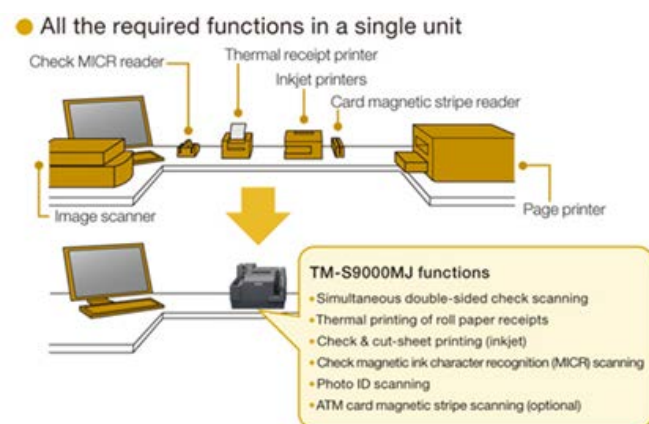 ● All the required functions in a single unit
Check MICR reader
Thermal receipt printer
Inkjet printers
Card magnetic stripe reader
Image scanner
Page printer
TM-S9000MJ functions
• Simultaneous double-sided check scanning
• Thermal printing of roll paper receipts
• Check & cut-sheet printing (inkjet)
• Check magnetic ink character recognition (MICR) scanning
• Photo ID scanning
• ATM card magnetic stripe scanning (optional)